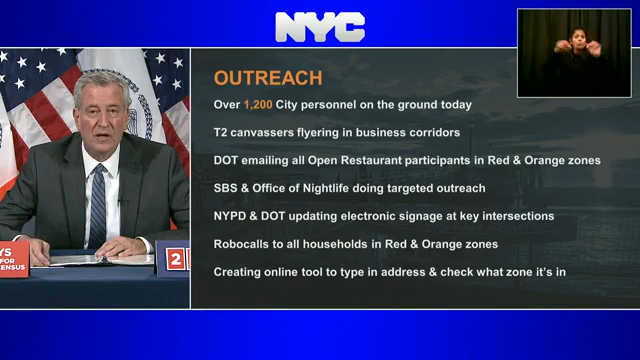 NYC
OUTREACH
Over 1,200 City personnel on the ground today
T2 canvassers flyering in business corridors
DOT emailing all Open Restaurant participants in Red & Orange zones
SBS & Office of Nightlife doing targeted outreach
NYPD & DOT updating electronic signage at key intersections
Robocalls to all households in Red & Orange zones
Creating online tool to type in address & check what zone it's in
YS
FOR
ENSUS
2